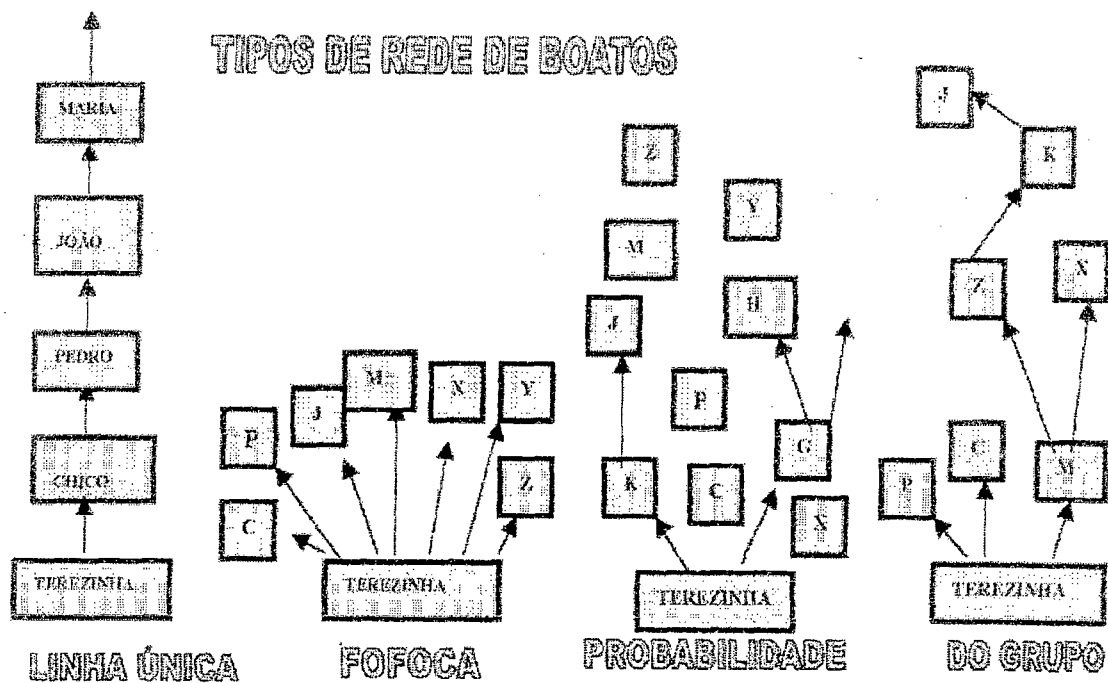 TIPOS DE REDE DE BOATOS
MARIA
JOÃO
PEDRO
CHICO
TEREZINHA
LINHA ÚNICA
C
P
J
M
X
Y
Z
TEREZINHA
FOFOCA
Z
Y
M
H
J
P
G
K
C
X
TEREZINHA
PROBABILIDADE
J
K
Z
X
C
P
M
TEREZINHA
DO GRUPO